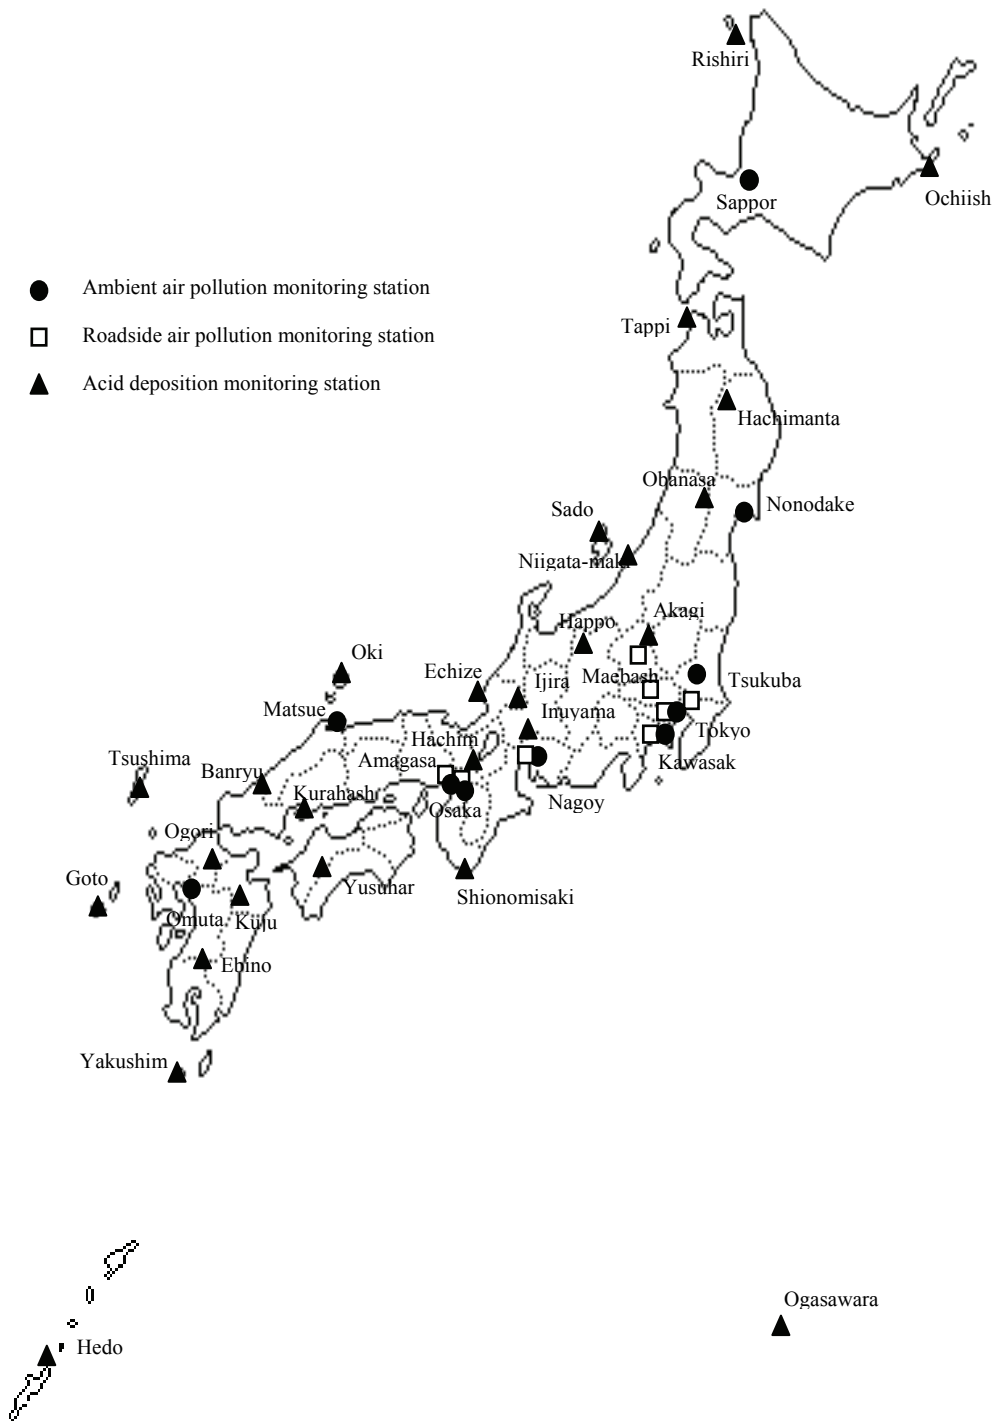 Rishiri
Ochiish
Sappor
Ambient air pollution monitoring station
Roadside air pollution monitoring station
Acid deposition monitoring station
Tappi
Hachimanta
Obanasa
Nonodake
Sado
Niigata-maki
Happo
Akagi
Oki
Echize
Ijira
Maebash
Tsukuba
Matsue
Inuyama
Tokyo
Hachim
Tsushima
Banryu
Amagasa
Kawasak
Kurahash
Osaka
Nagoy
Ogori
Goto
Yusuhar
Shionomisaki
Omuta
Kuju
Ebino
Yakushim
Ogasawara
Hedo